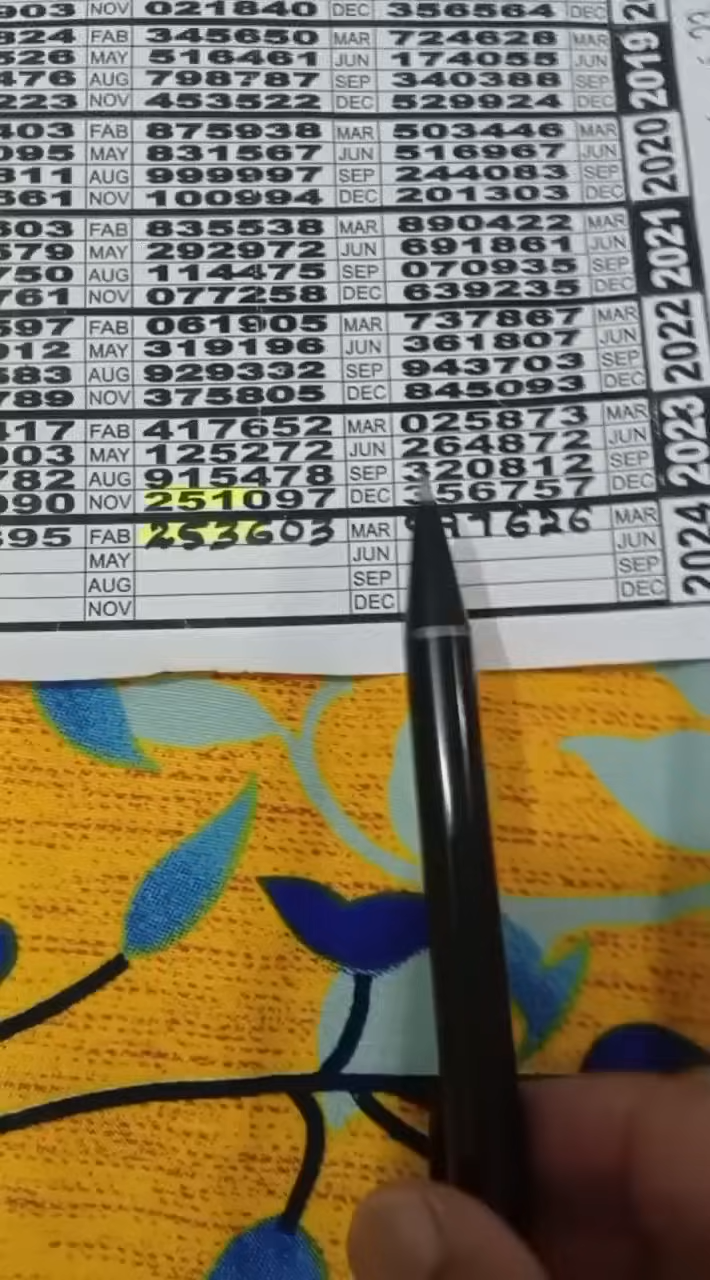 903 NOV 021840 DEC 356564 DEC
824 FAB 345650 MAR 724628 MAR
526 MAY 516461 JUN 174055 JUN
476 AUG 798787 SEP 340388 SEP
223 NOV 453522 DEC 529924 DEC
2019
403 FAB 875938 MAR 503446 MAR
095 MAY 831567 JUN 516967 JUN
811 AUG 999997 SEP 244083 SEP
561 NOV 100994 DEC 201303 DEC
2020
603 FAB 835538 MAR 890422 MAR
679 MAY 292972 JUN 691861 JUN
750 AUG 114475 SEP 070935 SEP
761 NOV 077258 DEC 639235 DEC
2021
597 FAB 061905 MAR 737867 MAR
012 MAY 319196 JUN 361807 JUN
583 AUG 929332 SEP 943703 SEP
789 NOV 375805 DEC 845093 DEC
2022
417 FAB 417652 MAR 025873 MAR
003 MAY 125272 JUN 264872 JUN
782 AUG 915478 SEP 320812 SEP
090 NOV 251097 DEC 356757 DEC
2023
895 FAB 253603 MAR MAR
MAY JUN JUN
AUG SEP SEP
NOV DEC DEC
2024